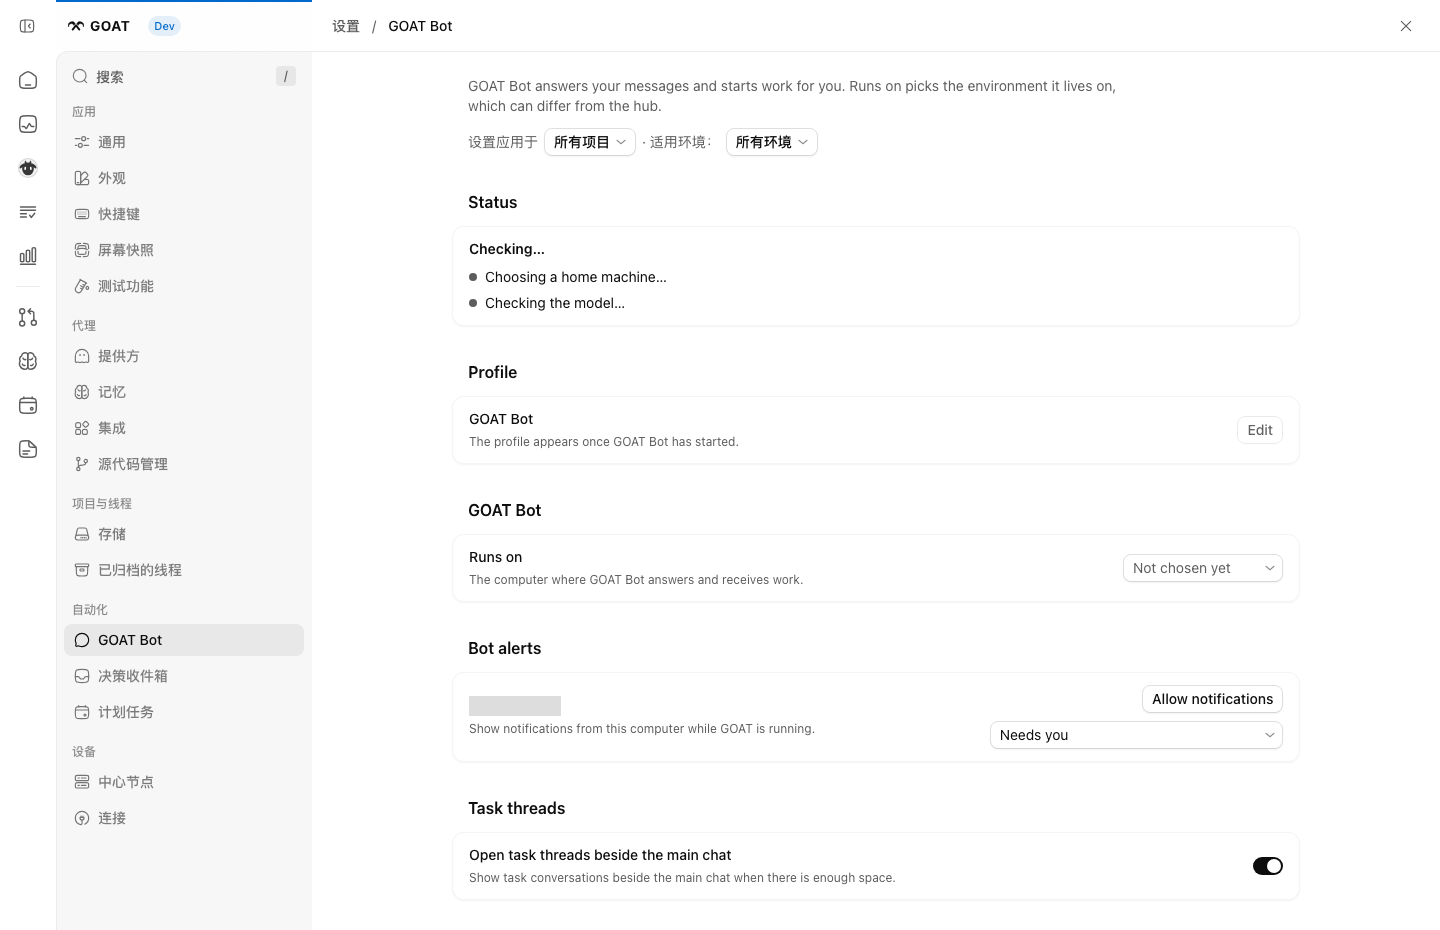 GOAT Dev
设置 / GOAT Bot
搜索 /
应用
通用
外观
快捷键
屏幕快照
测试功能
代理
提供方
记忆
集成
源代码管理
项目与线程
存储
已归档的线程
自动化
GOAT Bot
决策收件箱
计划任务
设备
中心节点
连接
GOAT Bot answers your messages and starts work for you. Runs on picks the environment it lives on,
which can differ from the hub.
设置应用于 所有项目 · 适用环境: 所有环境
Status
Checking...
Choosing a home machine...
Checking the model...
Profile
GOAT Bot
The profile appears once GOAT Bot has started.
Edit
GOAT Bot
Runs on
The computer where GOAT Bot answers and receives work.
Not chosen yet
Bot alerts
Show notifications from this computer while GOAT is running.
Allow notifications
Needs you
Task threads
Open task threads beside the main chat
Show task conversations beside the main chat when there is enough space.